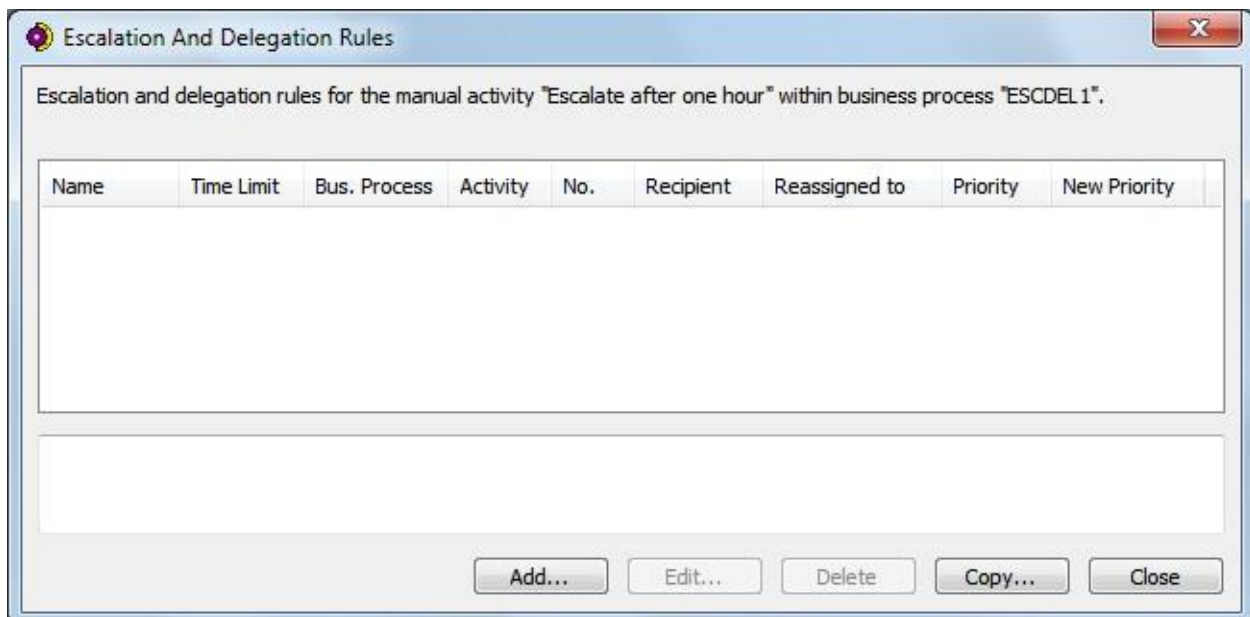 Escalation And Delegation Rules
Escalation and delegation rules for the manual activity "Escalate after one hour" within business process "ESCDEL1".
Name Time Limit Bus. Process Activity No. Recipient Reassigned to Priority New Priority
Add... Edit... Delete Copy... Close